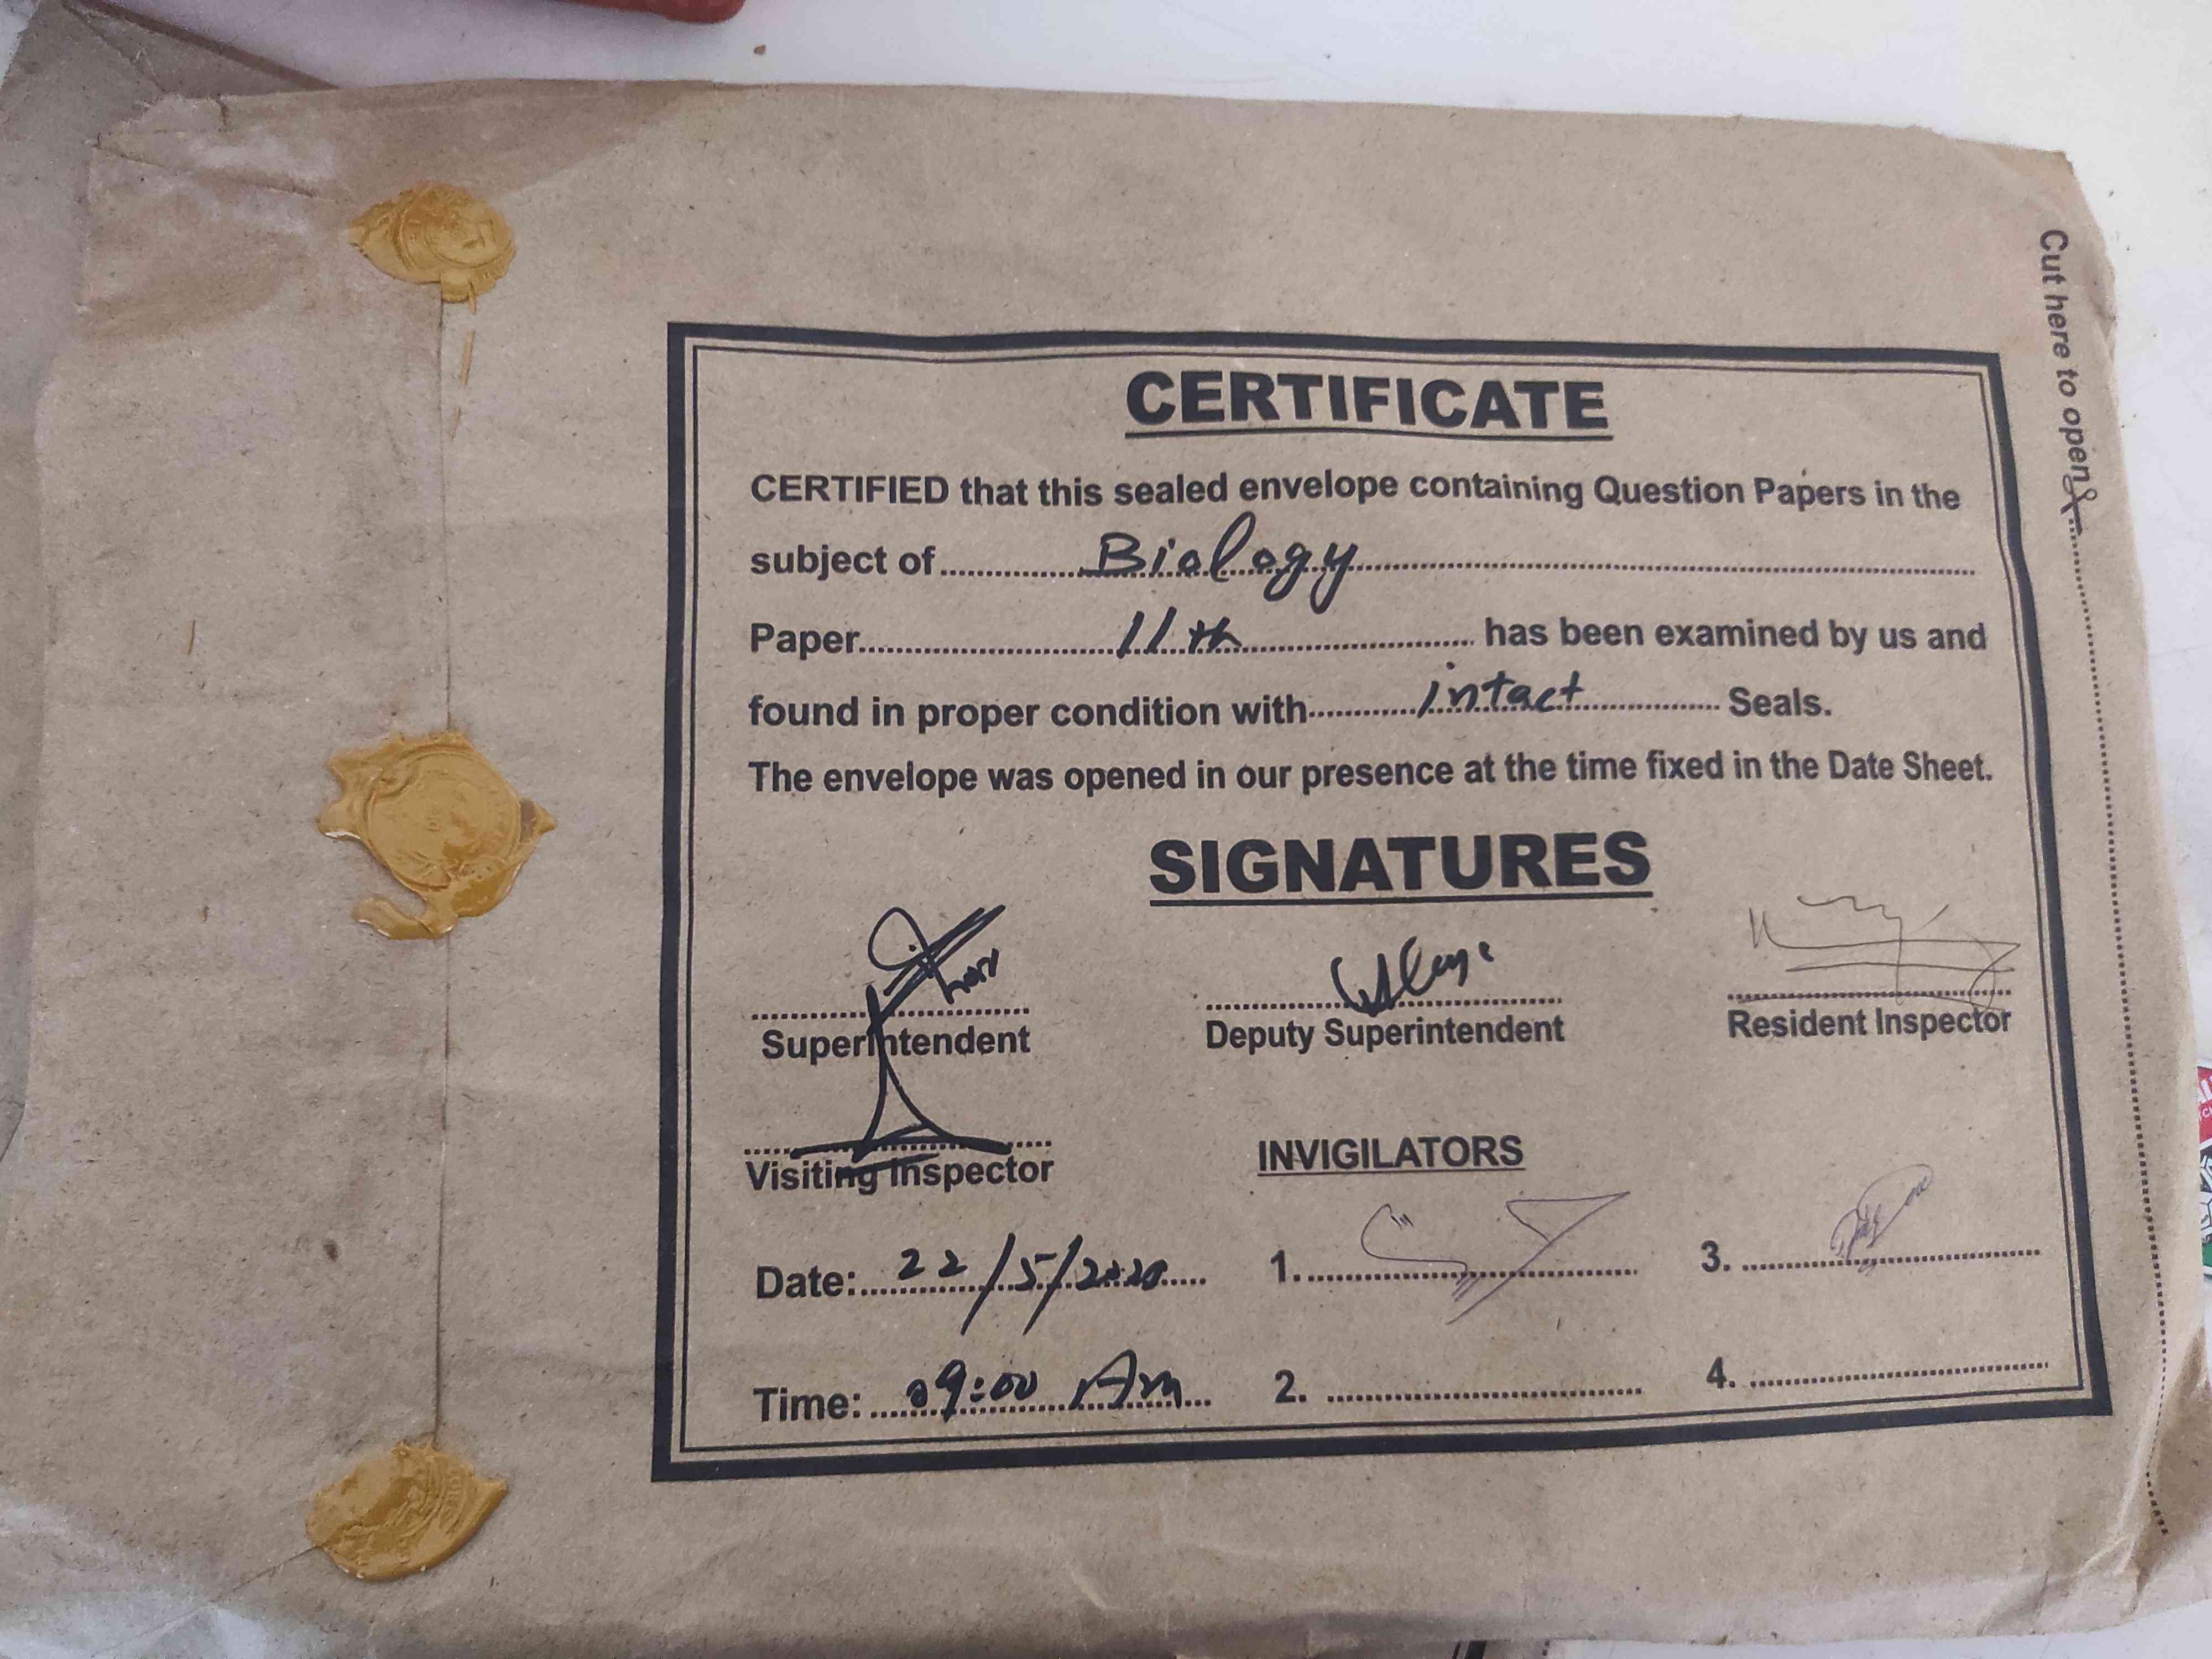 CERTIFICATE
CERTIFIED that this sealed envelope containing Question Papers in the
subject of Biology
Paper 11th has been examined by us and
found in proper condition with intact Seals.
The envelope was opened in our presence at the time fixed in the Date Sheet.
SIGNATURES
Superintendent Deputy Superintendent Resident Inspector
Visiting Inspector INVIGILATORS
Date: 22/5/2020 1. 3.
Time: 09:00 Am 2. 4.
Cut here to open